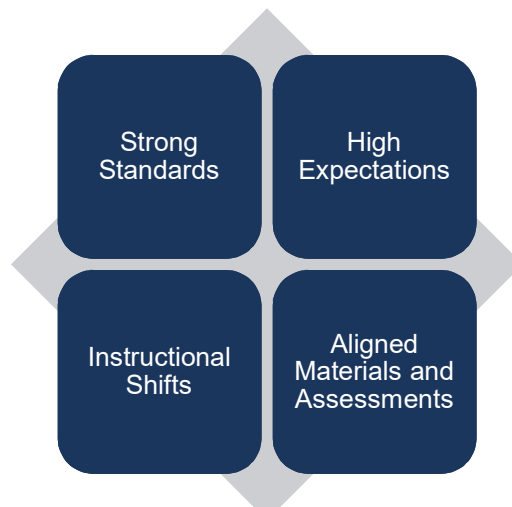 Strong
Standards
High
Expectations
Instructional
Shifts
Aligned
Materials and
Assessments